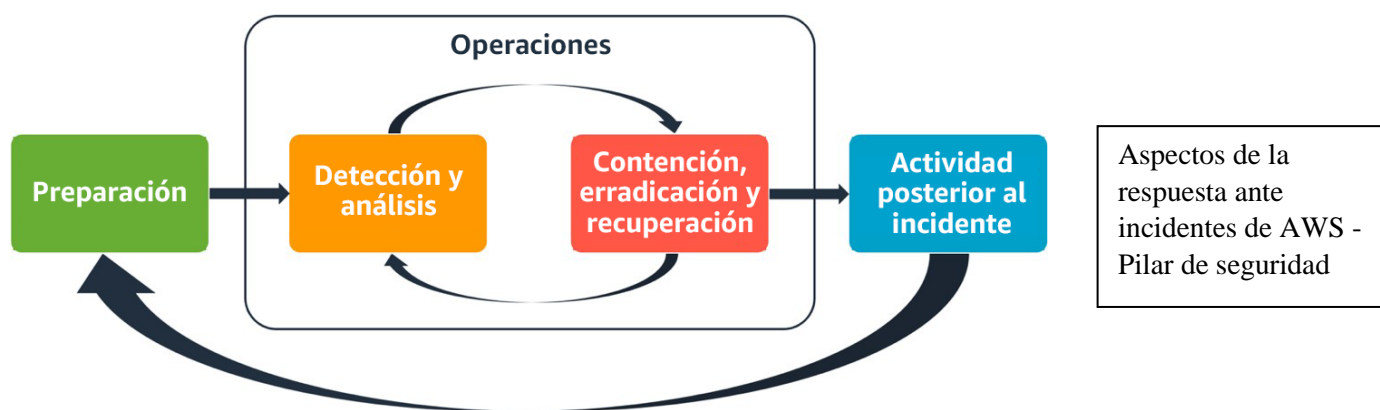 Operaciones
Preparación
Detección y
análisis
Contención,
erradicación y
recuperación
Actividad
posterior al
incidente
Aspectos de la
respuesta ante
incidentes de AWS -
Pilar de seguridad